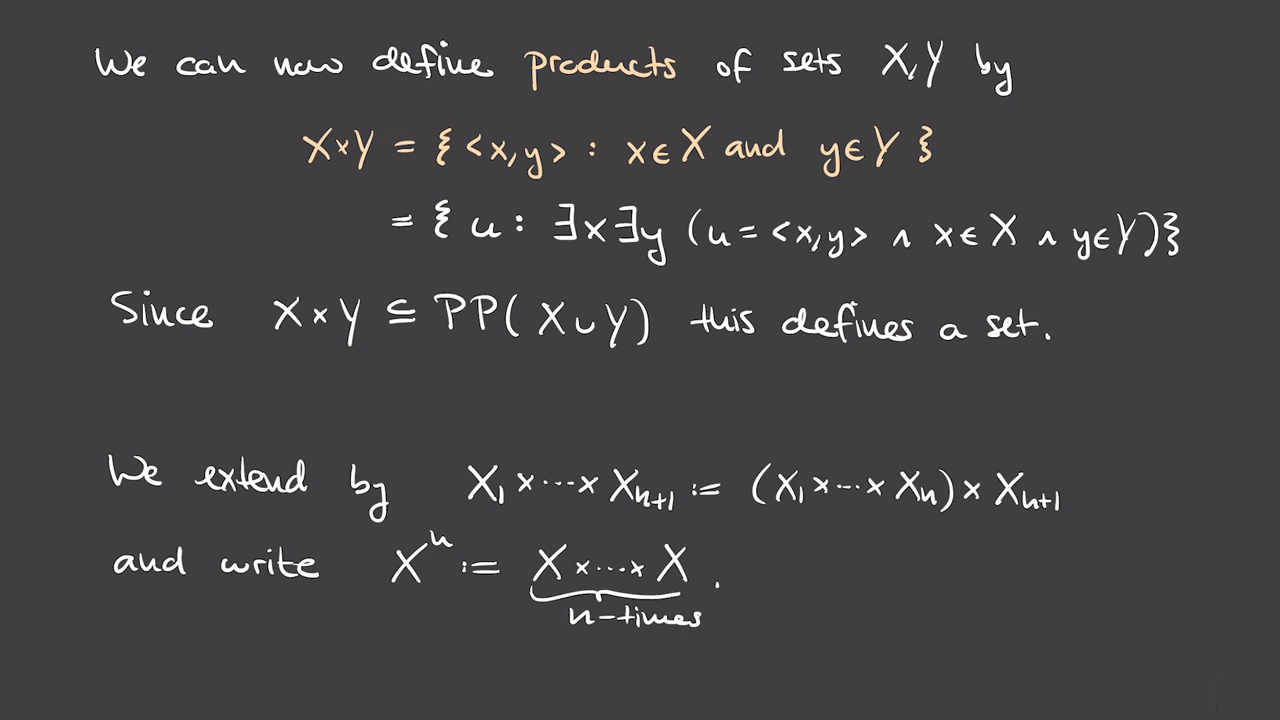 We can now define products of sets X, Y by
X×Y = { <x,y> : x∈X and y∈Y }
= { u : ∃x∃y (u = <x,y> ∧ x∈X ∧ y∈Y)}
Since X×Y ⊆ PP(X∪Y) this defines a set.
We extend by X₁×···×Xₙ₊₁ := (X₁×···×Xₙ)×Xₙ₊₁
and write Xⁿ := X×···×X .
n-times